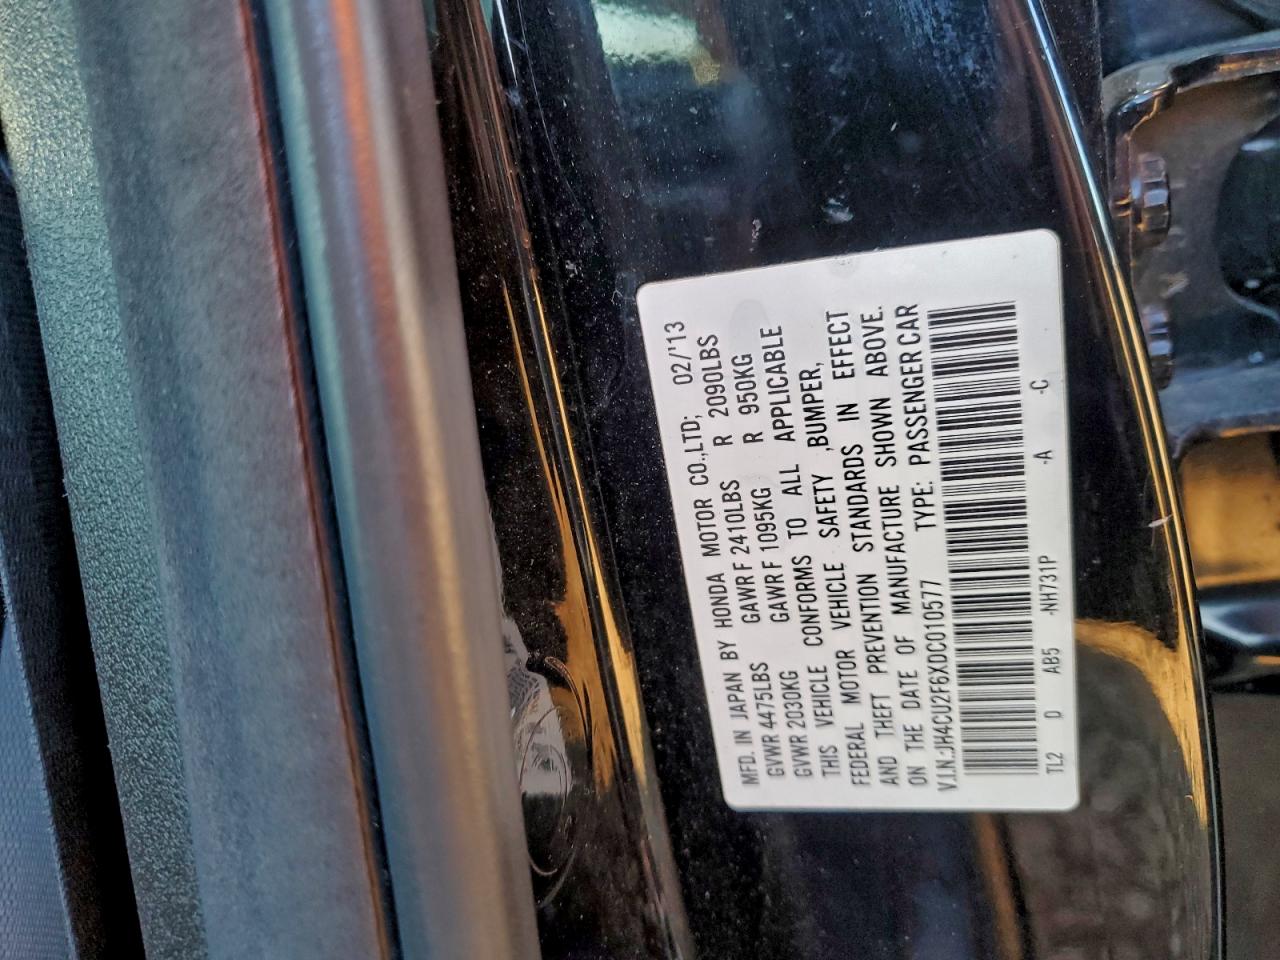 MFD. IN JAPAN BY HONDA MOTOR CO.,LTD; 02/'13
GVWR 4475LBS GAWR F 2410LBS R 2090LBS
GVWR 2030KG GAWR F 1095KG R 950KG
THIS VEHICLE CONFORMS TO ALL APPLICABLE
FEDERAL MOTOR VEHICLE SAFETY ,BUMPER,
AND THEFT PREVENTION STANDARDS IN EFFECT
ON THE DATE OF MANUFACTURE SHOWN ABOVE.
V.I.N.:JH4CU2F6XDC010577 TYPE: PASSENGER CAR
TL2 D AB5 -NH731P -A -C